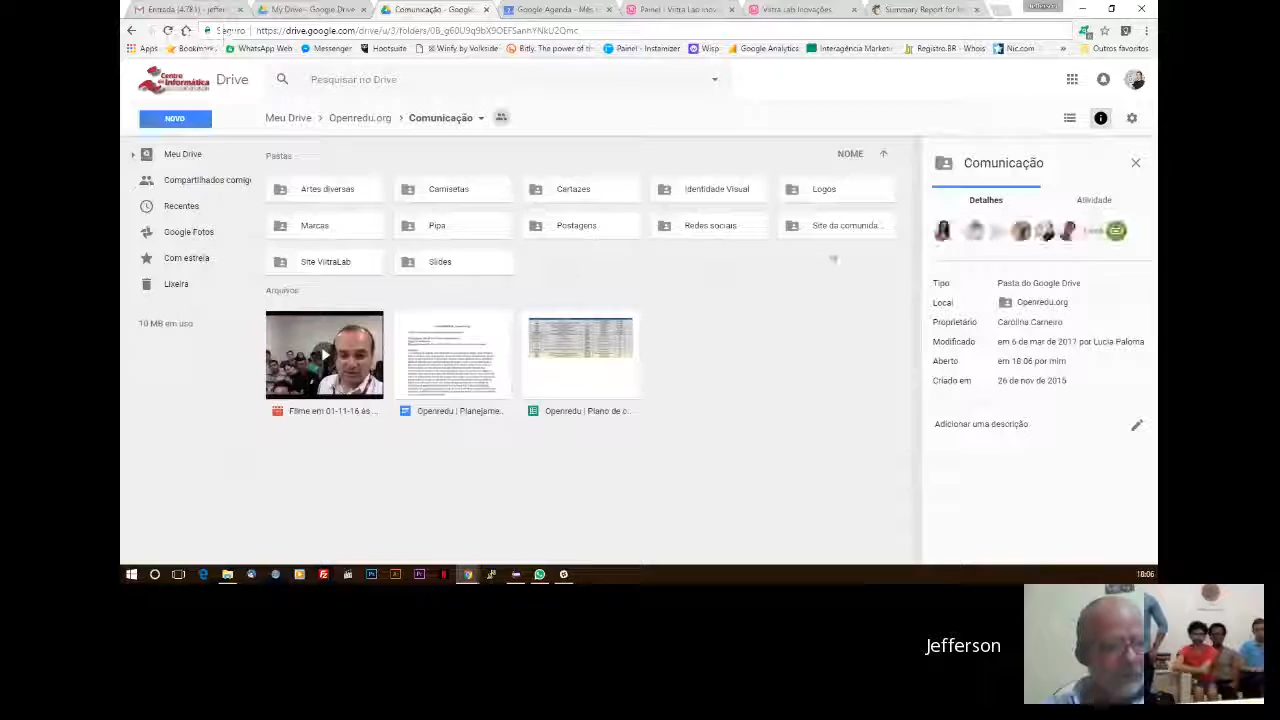 Entrada (4.781) - jeffer
My Drive - Google Drive
Comunicação - Google
Google Agenda - Mês
Painel ‹ Viitra Lab Inov
Viitra Lab Inovações
Summary Report for
Jefferson
Seguro
https://drive.google.com/drive/u/3/folders/
Apps
Bookmarks
WhatsApp Web
Messenger
Hootsuite
Winfy by Volkside
Bitly. The power of th
Painel - Instamizer
Wisp
Google Analytics
Interagência Marketi
Registro.BR - Whois
Nic.com
»
Outros favoritos
Centro de Informática
Drive
Pesquisar no Drive
NOVO
Meu Drive > Openredu.org > Comunicação
Meu Drive
Compartilhados comigo
Recentes
Google Fotos
Com estrela
Lixeira
10 MB em uso
Pastas
NOME
Artes diversas
Camisetas
Cartazes
Identidade Visual
Logos
Marcas
Pipa
Postagens
Redes sociais
Site da comunida...
Site ViitraLab
Slides
Arquivos
Filme em 01-11-16 às ...
Openredu | Planejame...
Openredu | Plano de c...
Comunicação
Detalhes
Atividade
Tipo Pasta do Google Drive
Local Openredu.org
Proprietário Carolina Carneiro
Modificado em 6 de mar de 2017 por Lucas Paloma
Aberto em 18:06 por mim
Criado em 26 de nov de 2015
Adicionar uma descrição
18:06
Jefferson